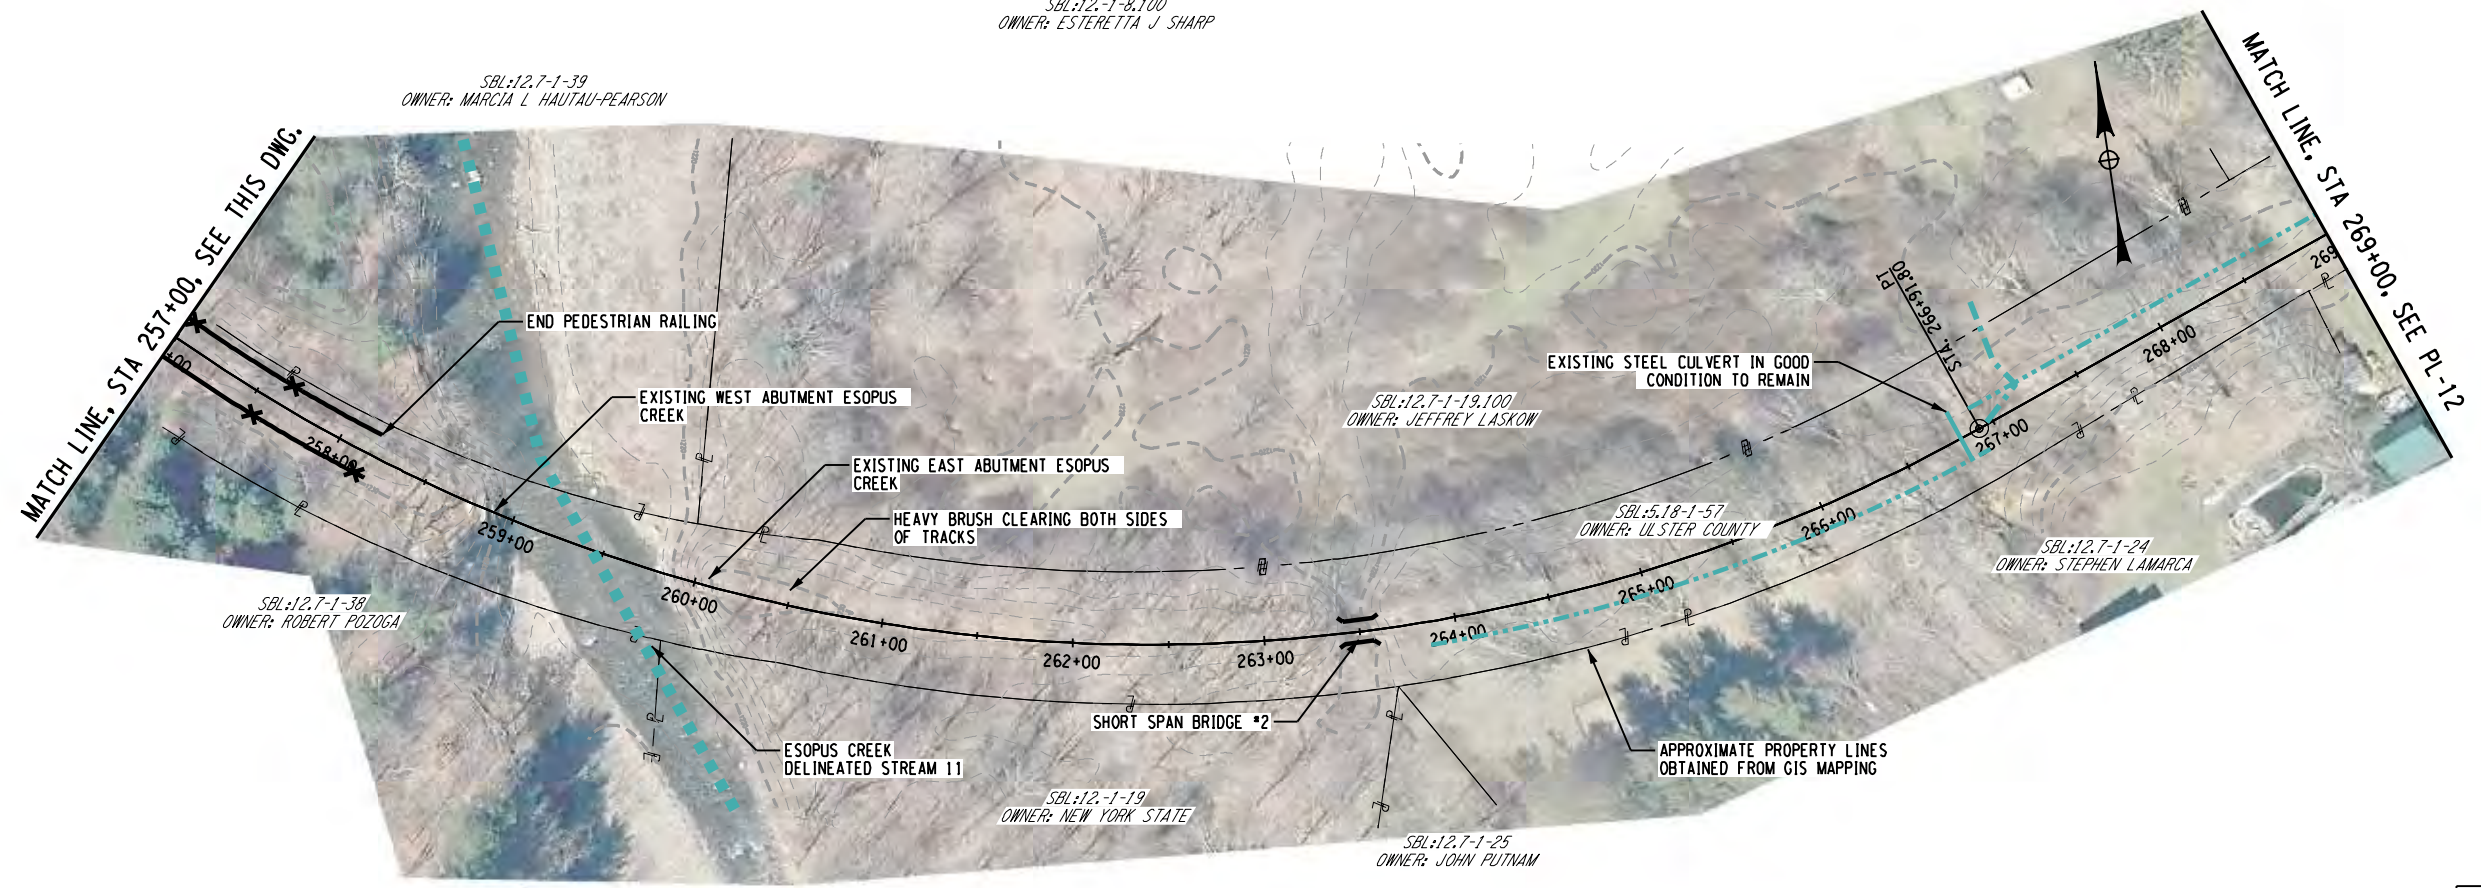 SBL:12.-1-8.100
OWNER: ESTERETTA J SHARP
SBL:12.7-1-39
OWNER: MARCIA L HAUTAU-PEARSON
MATCH LINE, STA 257+00, SEE THIS DWG.
MATCH LINE, STA 269+00, SEE PL-12
END PEDESTRIAN RAILING
EXISTING WEST ABUTMENT ESOPUS
CREEK
EXISTING EAST ABUTMENT ESOPUS
CREEK
HEAVY BRUSH CLEARING BOTH SIDES
OF TRACKS
EXISTING STEEL CULVERT IN GOOD
CONDITION TO REMAIN
PT
STA. 266+91.80
SBL:12.7-1-19.100
OWNER: JEFFREY LASKOW
SBL:5.18-1-57
OWNER: ULSTER COUNTY
SBL:12.7-1-24
OWNER: STEPHEN LAMARCA
SBL:12.7-1-38
OWNER: ROBERT POZOGA
+00
258+00
259+00
260+00
261+00
262+00
263+00
264+00
265+00
266+00
267+00
268+00
269
SHORT SPAN BRIDGE #2
ESOPUS CREEK
DELINEATED STREAM 11
APPROXIMATE PROPERTY LINES
OBTAINED FROM GIS MAPPING
SBL:12.-1-19
OWNER: NEW YORK STATE
SBL:12.7-1-25
OWNER: JOHN PUTNAM